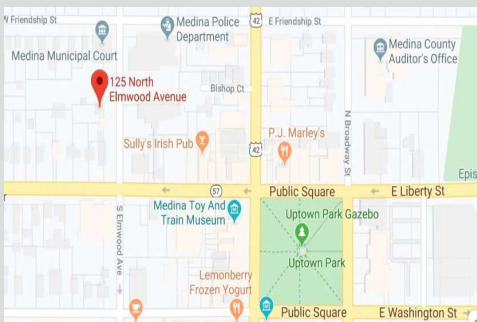 W Friendship St
42
E Friendship St
Medina Police
Department
Medina Municipal Court
Medina County
Auditor's Office
125 North
Elmwood Avenue
Bishop Ct
N Broadway St
Sully's Irish Pub
P.J. Marley's
42
Epis
57
Public Square
E Liberty St
r
Medina Toy And
Train Museum
Uptown Park Gazebo
S Elmwood Ave
Uptown Park
Lemonberry
Frozen Yogurt
Public Square
E Washington St